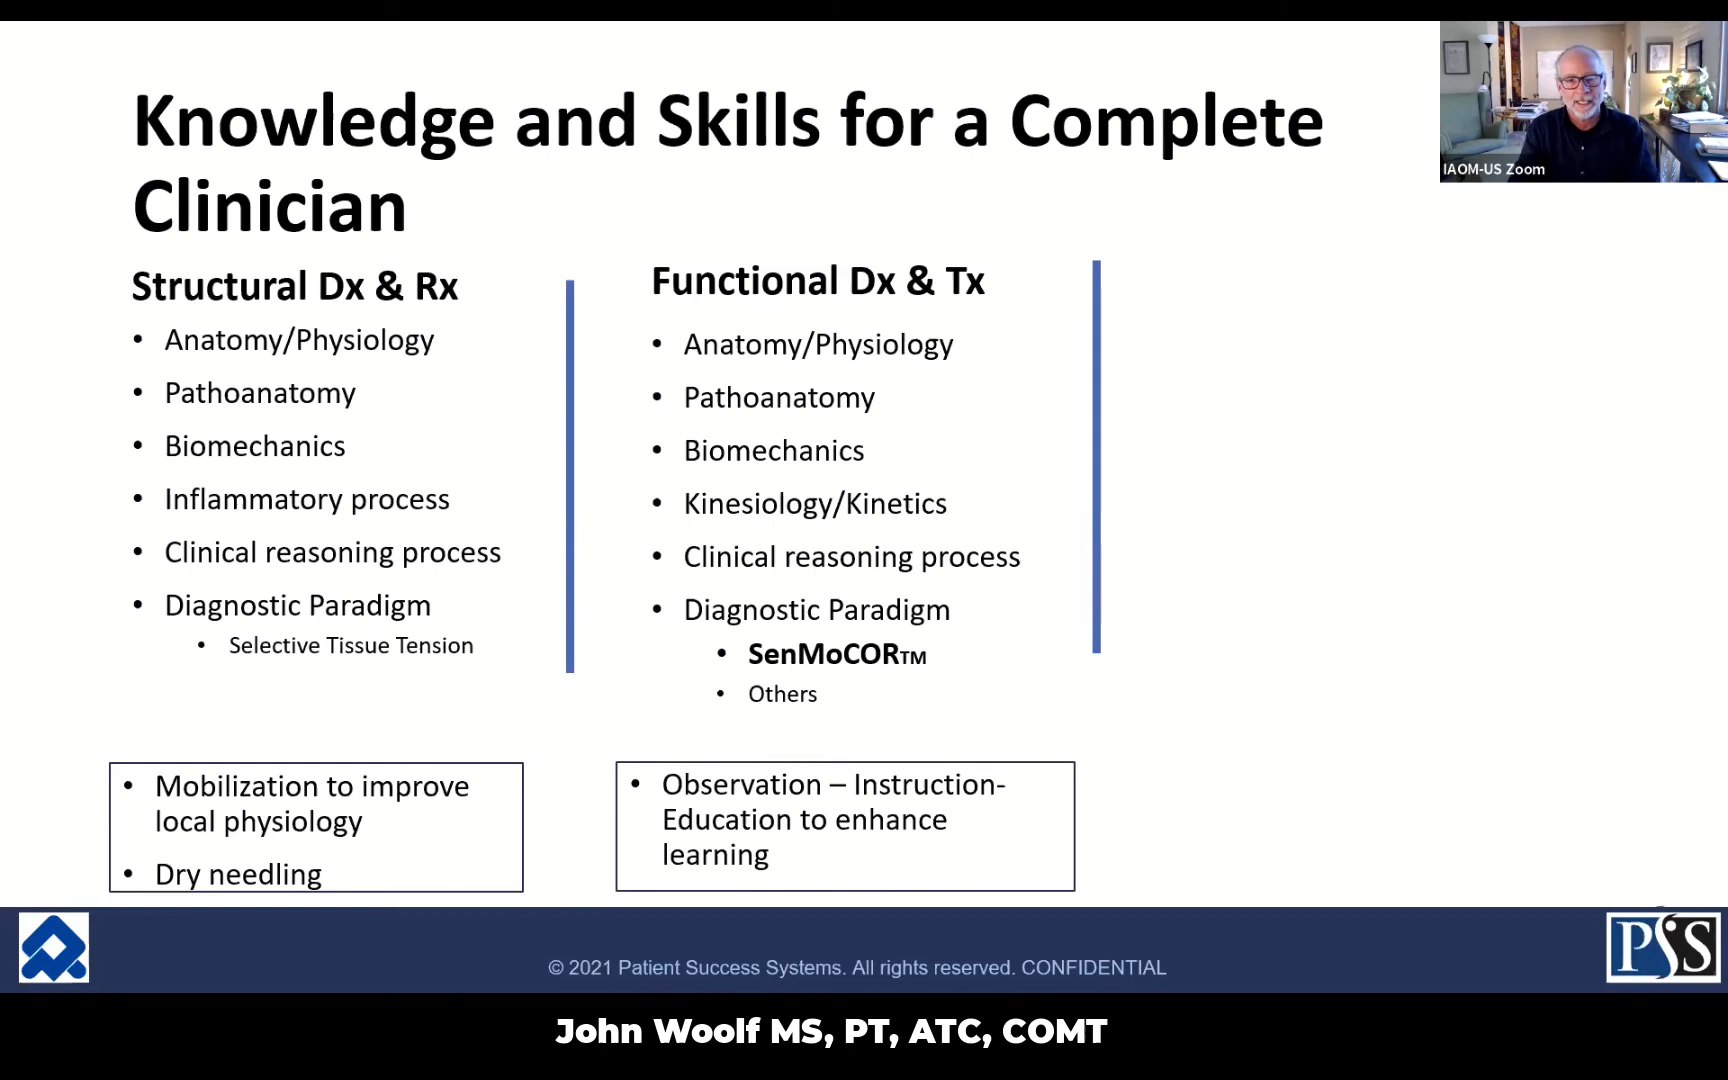 Knowledge and Skills for a Complete
Clinician
IAOM-US Zoom
Structural Dx & Rx
• Anatomy/Physiology
• Pathoanatomy
• Biomechanics
• Inflammatory process
• Clinical reasoning process
• Diagnostic Paradigm
• Selective Tissue Tension
• Mobilization to improve
local physiology
• Dry needling
Functional Dx & Tx
• Anatomy/Physiology
• Pathoanatomy
• Biomechanics
• Kinesiology/Kinetics
• Clinical reasoning process
• Diagnostic Paradigm
• SenMoCOR™
• Others
• Observation – Instruction-
Education to enhance
learning
© 2021 Patient Success Systems. All rights reserved. CONFIDENTIAL
PSS
John Woolf MS, PT, ATC, COMT